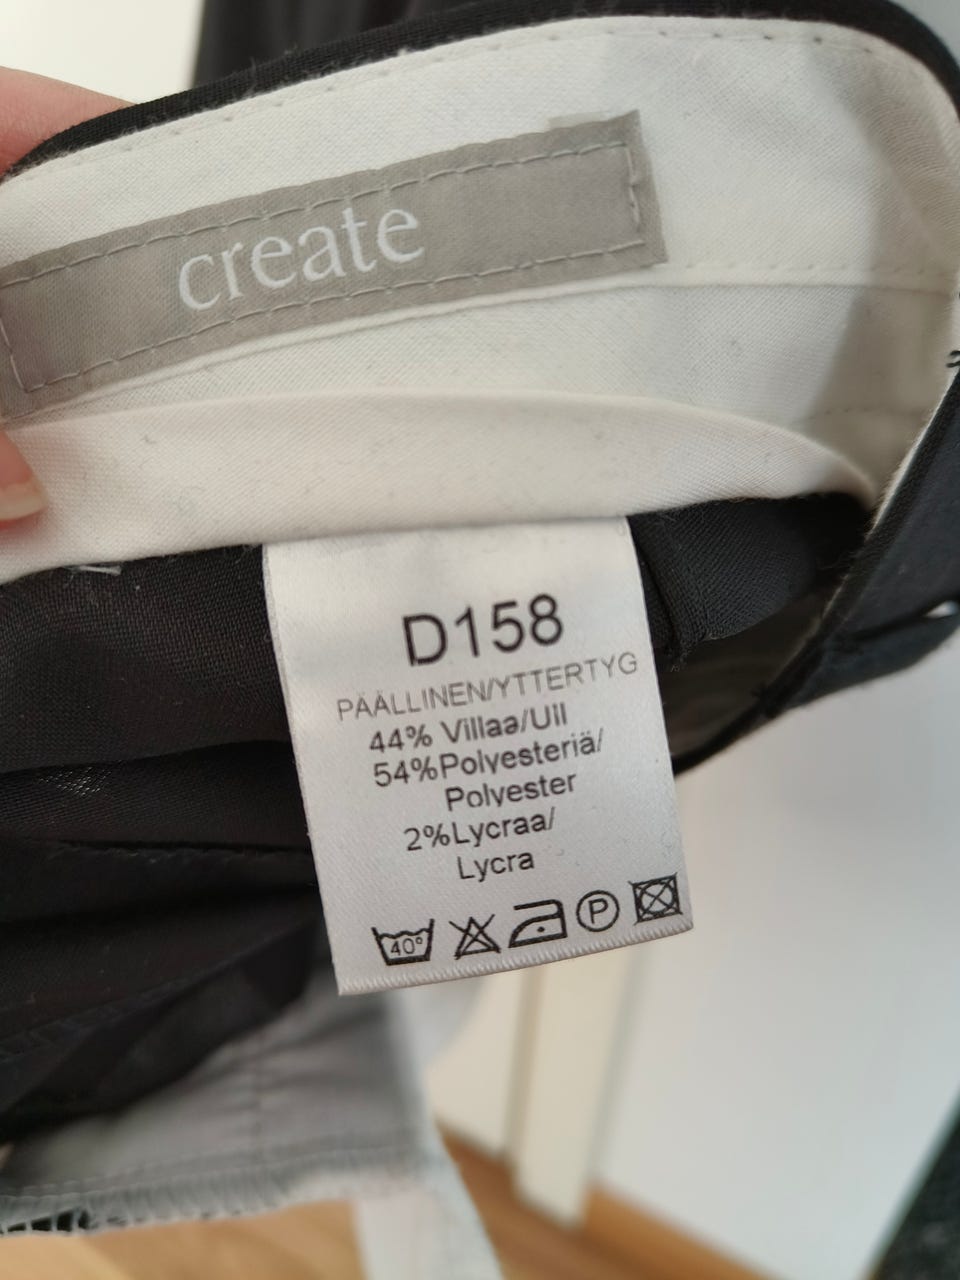 create
D158
PÄÄLLINEN/YTTERTYG
44% Villaa/Ull
54%Polyesteriä/
Polyester
2%Lycraa/
Lycra
40° P